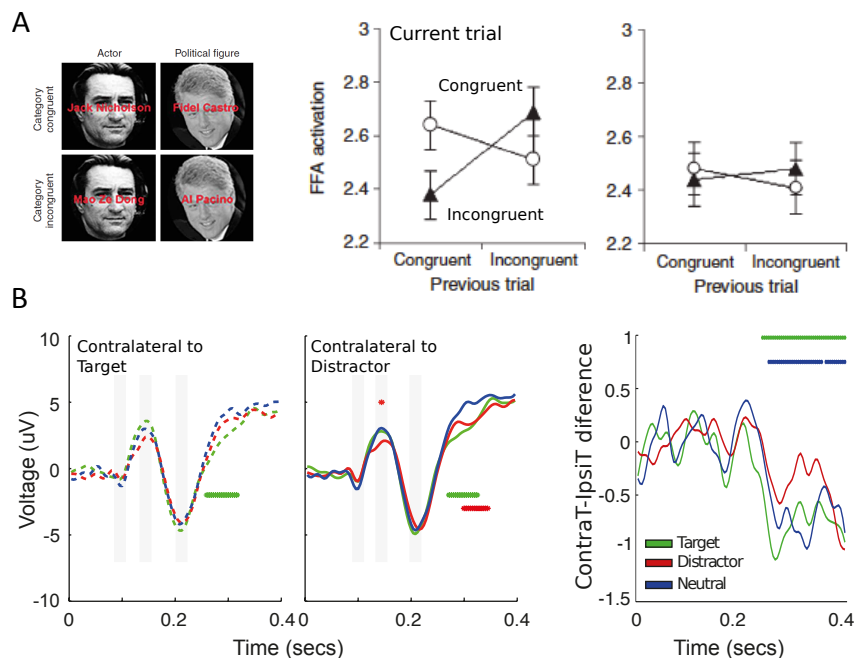 A
Actor
Political figure
Category
congruent
Jack Nicholson
Fidel Castro
Category
incongruent
Mao Ze Dong
Al Pacino
Current trial
3
2.8
2.6
2.4
2.2
FFA activation
Congruent
Incongruent
Congruent
Incongruent
Previous trial
3
2.8
2.6
2.4
2.2
Congruent
Incongruent
Previous trial
B
10
5
0
-5
-10
Voltage (uV)
Contralateral to
Target
0
0.2
0.4
Contralateral to
Distractor
0
0.2
0.4
Time (secs)
1
0.5
0
-0.5
-1
-1.5
ContraT-IpsiT diference
Target
Distractor
Neutral
0
0.2
0.4
Time (secs)